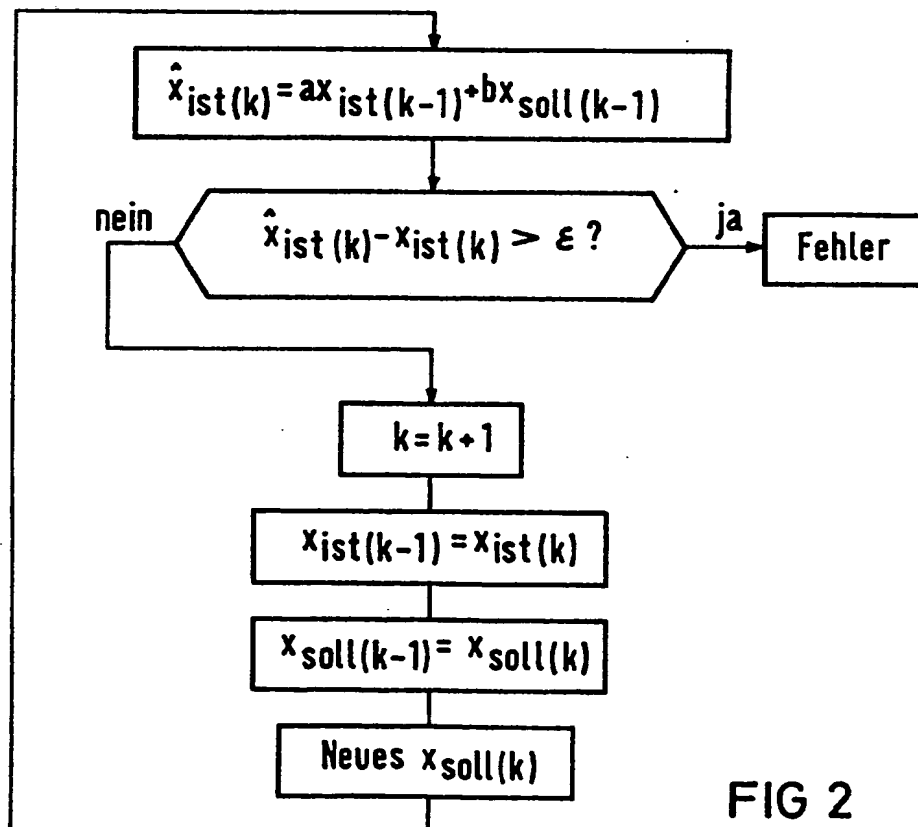 x̂ist(k)=axist(k-1)+bxsoll(k-1)
nein
x̂ist(k)-xist(k) > ε ?
ja
Fehler
k=k+1
xist(k-1)=xist(k)
xsoll(k-1)= xsoll(k)
Neues xsoll(k)
FIG 2